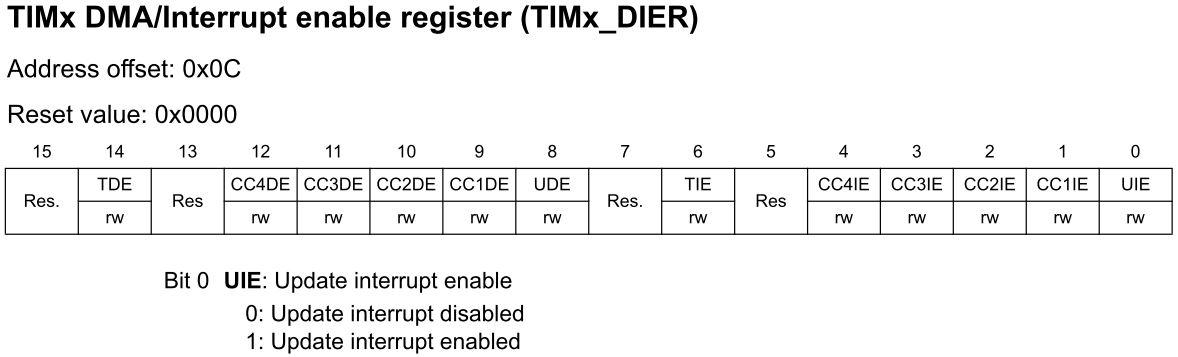 TIMx DMA/Interrupt enable register (TIMx_DIER)
Address offset: 0x0C
Reset value: 0x0000
15 14 13 12 11 10 9 8 7 6 5 4 3 2 1 0
Res. TDE Res CC4DE CC3DE CC2DE CC1DE UDE Res. TIE Res CC4IE CC3IE CC2IE CC1IE UIE
rw rw rw rw rw rw rw rw rw rw rw rw
Bit 0 UIE: Update interrupt enable
0: Update interrupt disabled
1: Update interrupt enabled